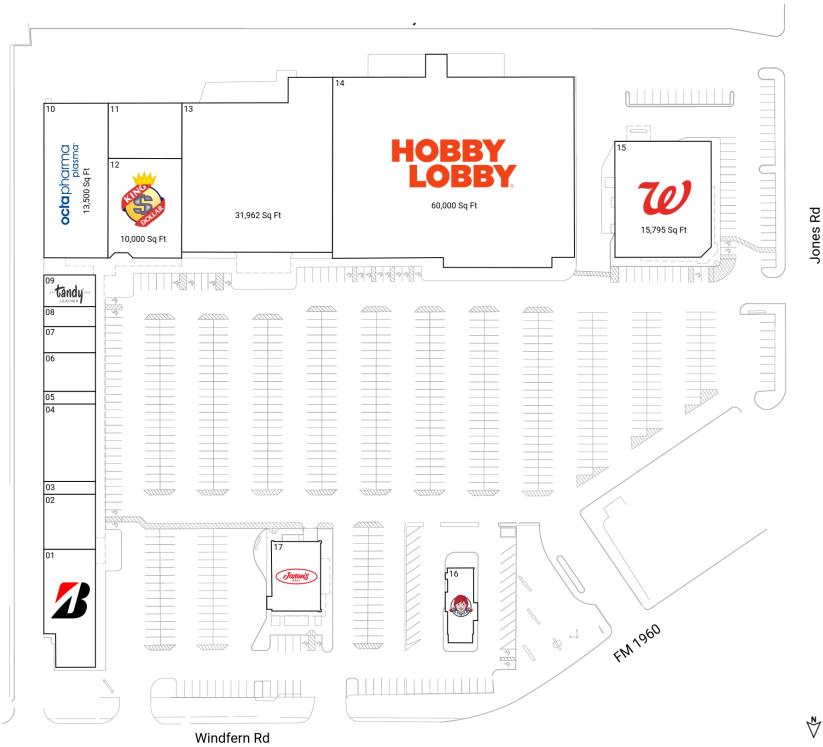 10
octapharma
plasma
13,500 Sq Ft
11
12
KING
$
DOLLAR
10,000 Sq Ft
13
31,962 Sq Ft
14
HOBBY
LOBBY
60,000 Sq Ft
15
W
15,795 Sq Ft
Jones Rd
09
tandy
LEATHER
08
07
06
05
04
03
02
01
B
17
Jason's
deli
16
FM 1960
Windfern Rd
N